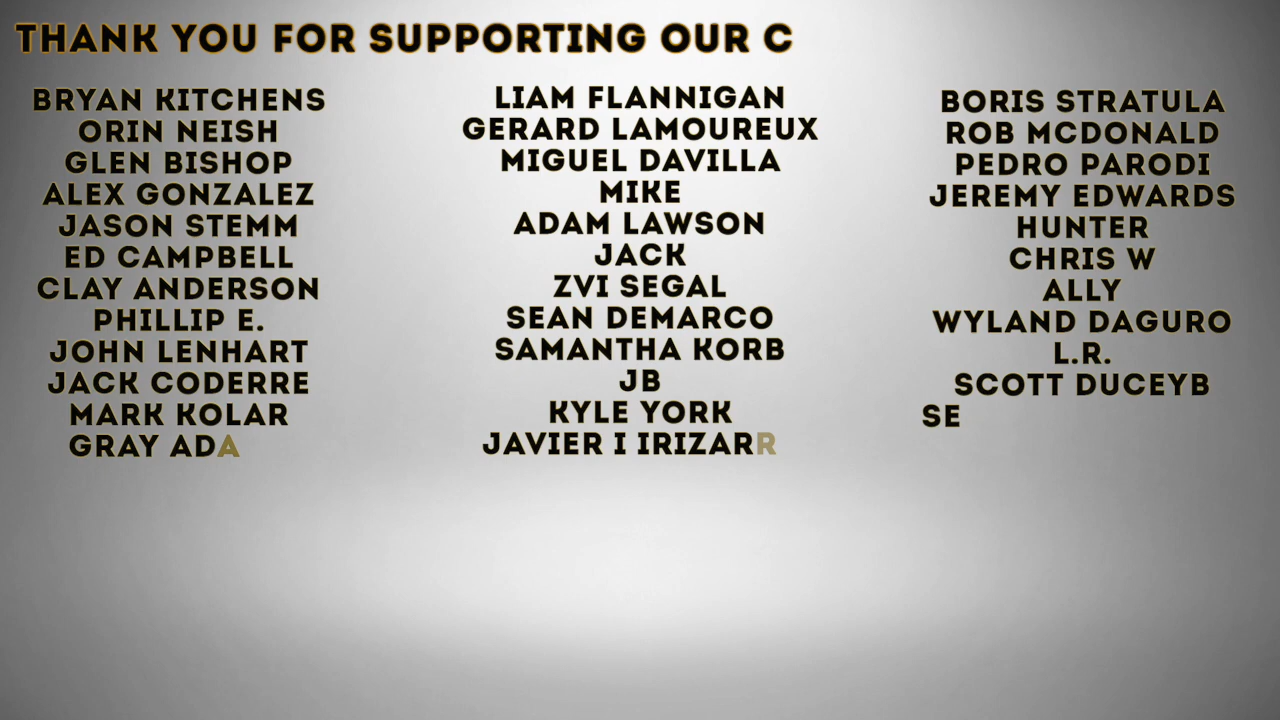 THANK YOU FOR SUPPORTING OUR C
BRYAN KITCHENS
ORIN NEISH
GLEN BISHOP
ALEX GONZALEZ
JASON STEMM
ED CAMPBELL
CLAY ANDERSON
PHILLIP E.
JOHN LENHART
JACK CODERRE
MARK KOLAR
GRAY ADA
LIAM FLANNIGAN
GERARD LAMOUREUX
MIGUEL DAVILLA
MIKE
ADAM LAWSON
JACK
ZVI SEGAL
SEAN DEMARCO
SAMANTHA KORB
JB
KYLE YORK
JAVIER I IRIZARR
BORIS STRATULA
ROB MCDONALD
PEDRO PARODI
JEREMY EDWARDS
HUNTER
CHRIS W
ALLY
WYLAND DAGURO
L.R.
SCOTT DUCEYB
SE